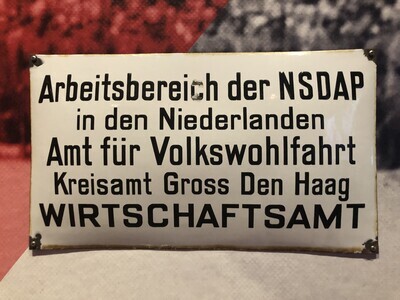 Arbeitsbereich der NSDAP
in den Niederlanden
Amt für Volkswohlfahrt
Kreisamt Gross Den Haag
WIRTSCHAFTSAMT